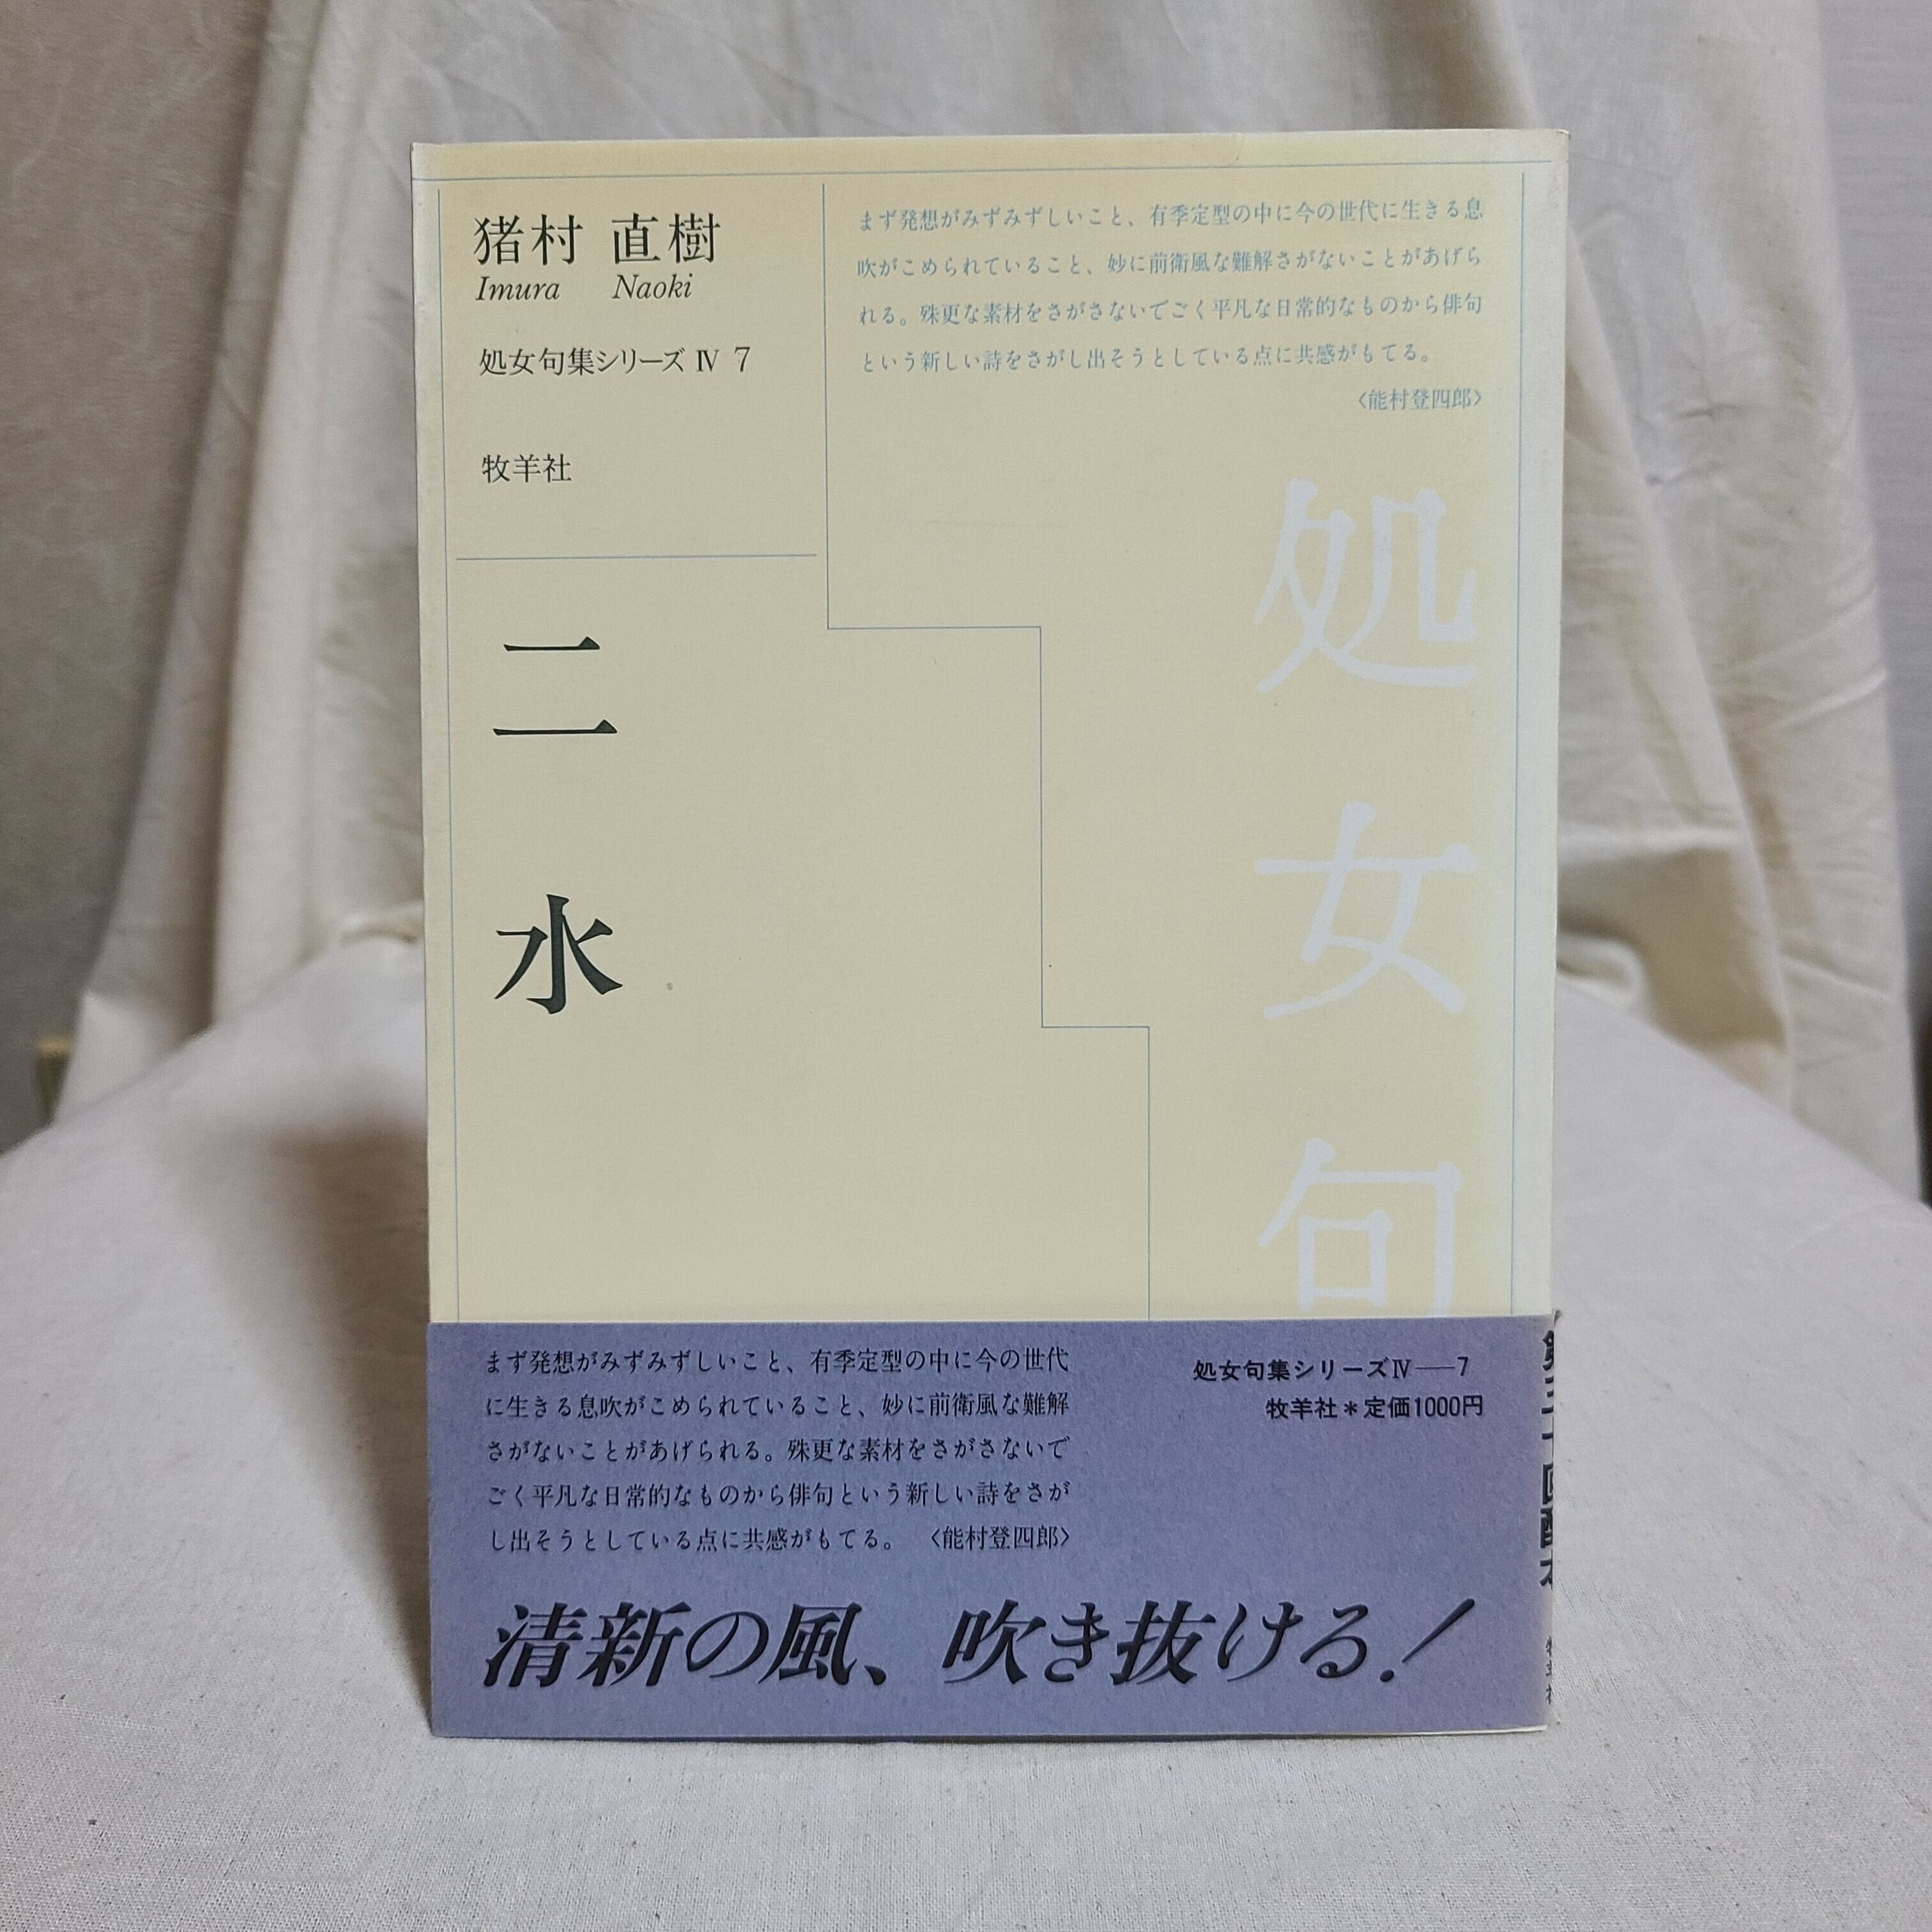 猪村 直樹
Imura Naoki
処女句集シリーズ Ⅳ 7
牧羊社
二水
まず発想がみずみずしいこと、有季定型の中に今の世代に生きる息
吹がこめられていること、妙に前衛風な難解さがないことがあげら
れる。殊更な素材をさがさないでごく平凡な日常的なものから俳句
という新しい詩をさがし出そうとしている点に共感がもてる。
〈能村登四郎〉
処女句
まず発想がみずみずしいこと、有季定型の中に今の世代
に生きる息吹がこめられていること、妙に前衛風な難解
さがないことがあげられる。殊更な素材をさがさないで
ごく平凡な日常的なものから俳句という新しい詩をさが
し出そうとしている点に共感がもてる。 〈能村登四郎〉
処女句集シリーズⅣ──7
牧羊社＊定価1000円
清新の風、吹き抜ける！